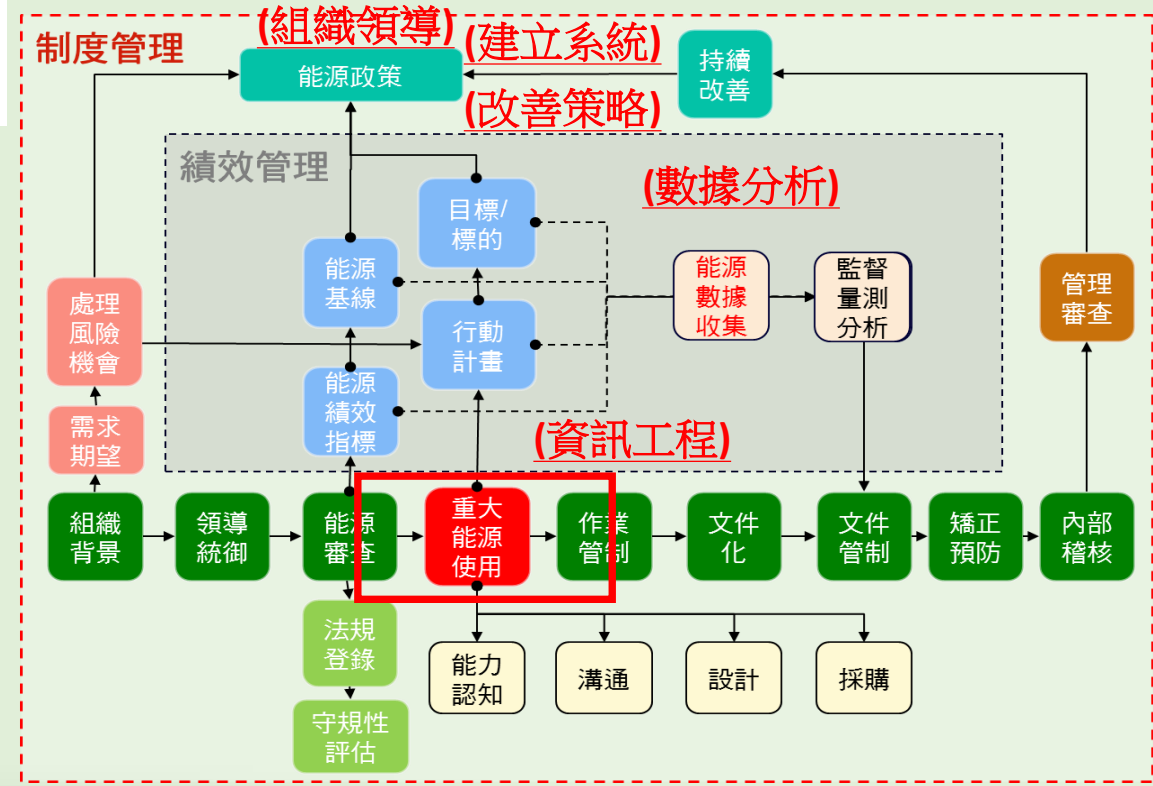 制度管理
(組織領導)
(建立系統)
能源政策
持續
改善
(改善策略)
績效管理
(數據分析)
目標/
標的
能源
基線
能源
數據
收集
監督
量測
分析
管理
審查
處理
風險
機會
行動
計畫
能源
績效
指標
需求
期望
(資訊工程)
組織
背景
領導
統御
能源
審查
重大
能源
使用
作業
管制
文件
化
文件
管制
矯正
預防
內部
稽核
法規
登錄
能力
認知
溝通
設計
採購
守規性
評估